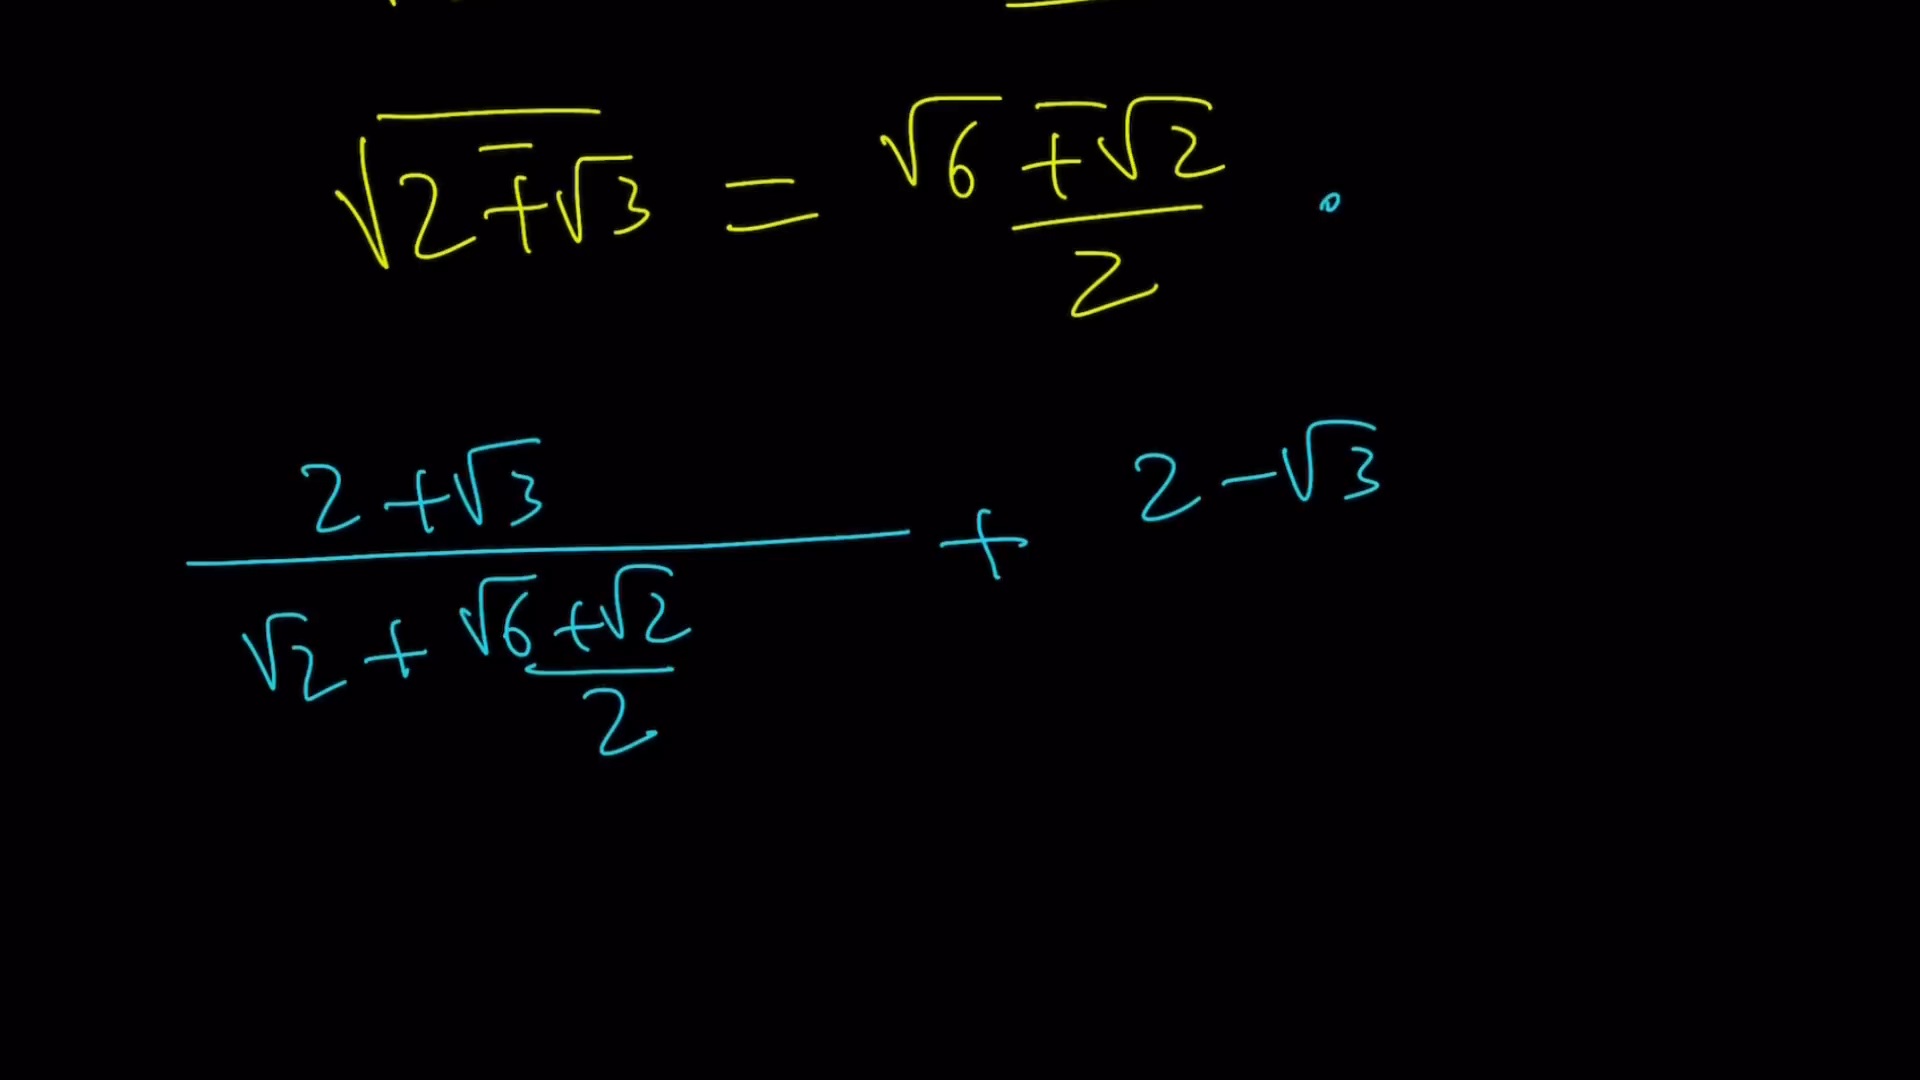 √(2∓√3) = (√6 ∓ √2)/2
(2+√3)/(√2 + (√6+√2)/2) + 2-√3